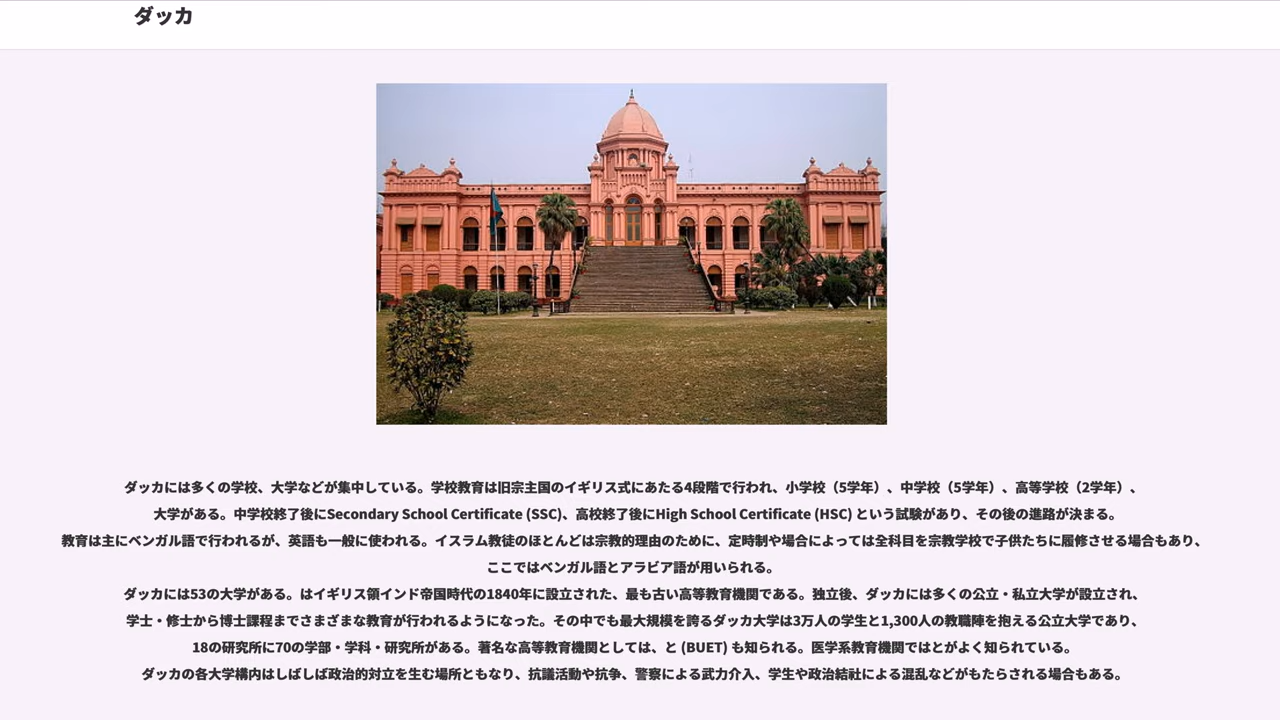 ダッカ
ダッカには多くの学校、大学などが集中している。学校教育は旧宗主国のイギリス式にあたる4段階で行われ、小学校（5学年）、中学校（5学年）、高等学校（2学年）、
大学がある。中学校終了後にSecondary School Certificate (SSC)、高校終了後にHigh School Certificate (HSC) という試験があり、その後の進路が決まる。
教育は主にベンガル語で行われるが、英語も一般に使われる。イスラム教徒のほとんどは宗教的理由のために、定時制や場合によっては全科目を宗教学校で子供たちに履修させる場合もあり、
ここではベンガル語とアラビア語が用いられる。
ダッカには53の大学がある。はイギリス領インド帝国時代の1840年に設立された、最も古い高等教育機関である。独立後、ダッカには多くの公立・私立大学が設立され、
学士・修士から博士課程までさまざまな教育が行われるようになった。その中でも最大規模を誇るダッカ大学は3万人の学生と1,300人の教職陣を抱える公立大学であり、
18の研究所に70の学部・学科・研究所がある。著名な高等教育機関としては、と (BUET) も知られる。医学系教育機関ではとがよく知られている。
ダッカの各大学構内はしばしば政治的対立を生む場所ともなり、抗議活動や抗争、警察による武力介入、学生や政治結社による混乱などがもたらされる場合もある。